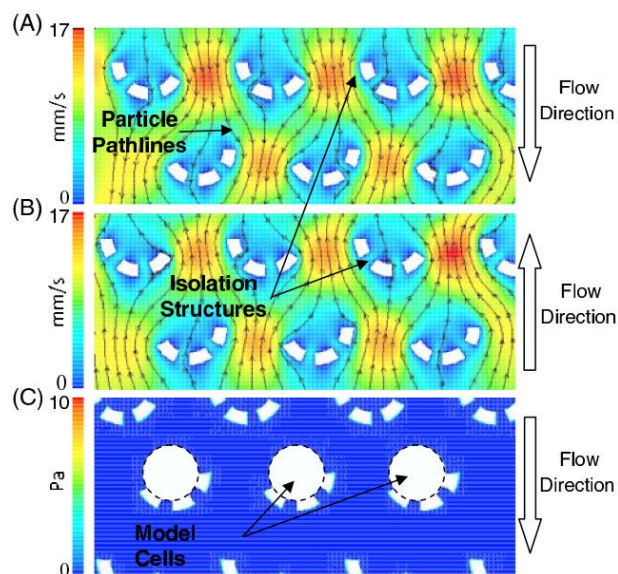 (A)
17
mm/s
0
Particle
Pathlines
Flow
Direction
(B)
17
mm/s
0
Isolation
Structures
Flow
Direction
(C)
10
Pa
0
Model
Cells
Flow
Direction